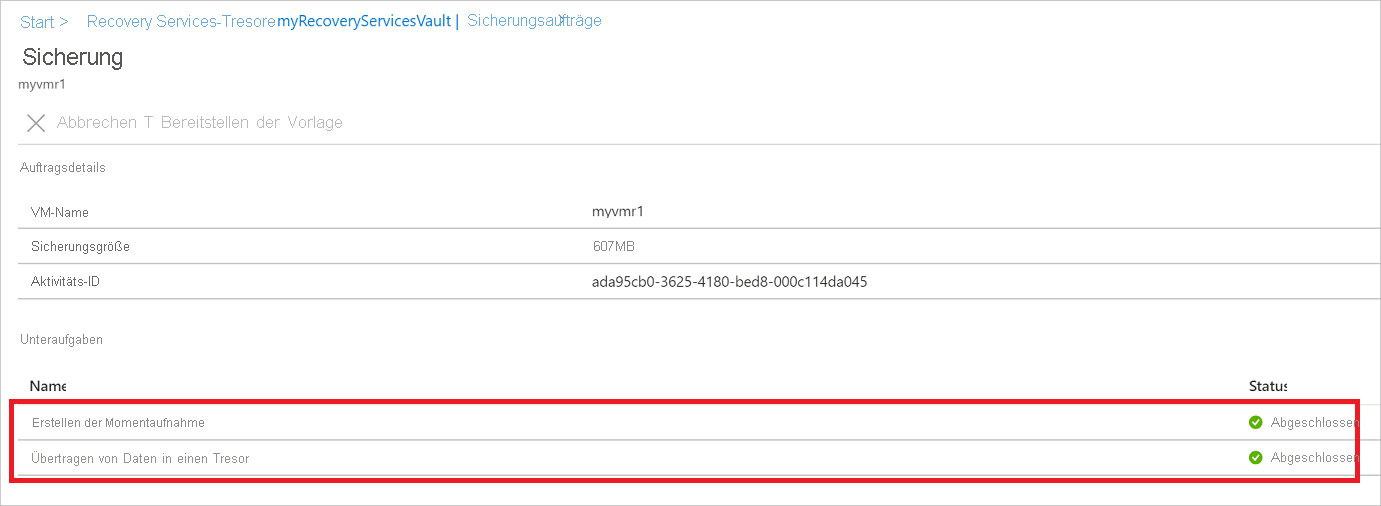 Start > Recovery Services-Tresore myRecoveryServicesVault | Sicherungsaufträge
Sicherung
myvmr1
Abbrechen T Bereitstellen der Vorlage
Auftragsdetails
VM-Name myvmr1
Sicherungsgröße 607MB
Aktivitäts-ID ada95cb0-3625-4180-bed8-000c114da045
Unteraufgaben
Name Status
Erstellen der Momentaufnahme Abgeschlossen
Übertragen von Daten in einen Tresor Abgeschlossen